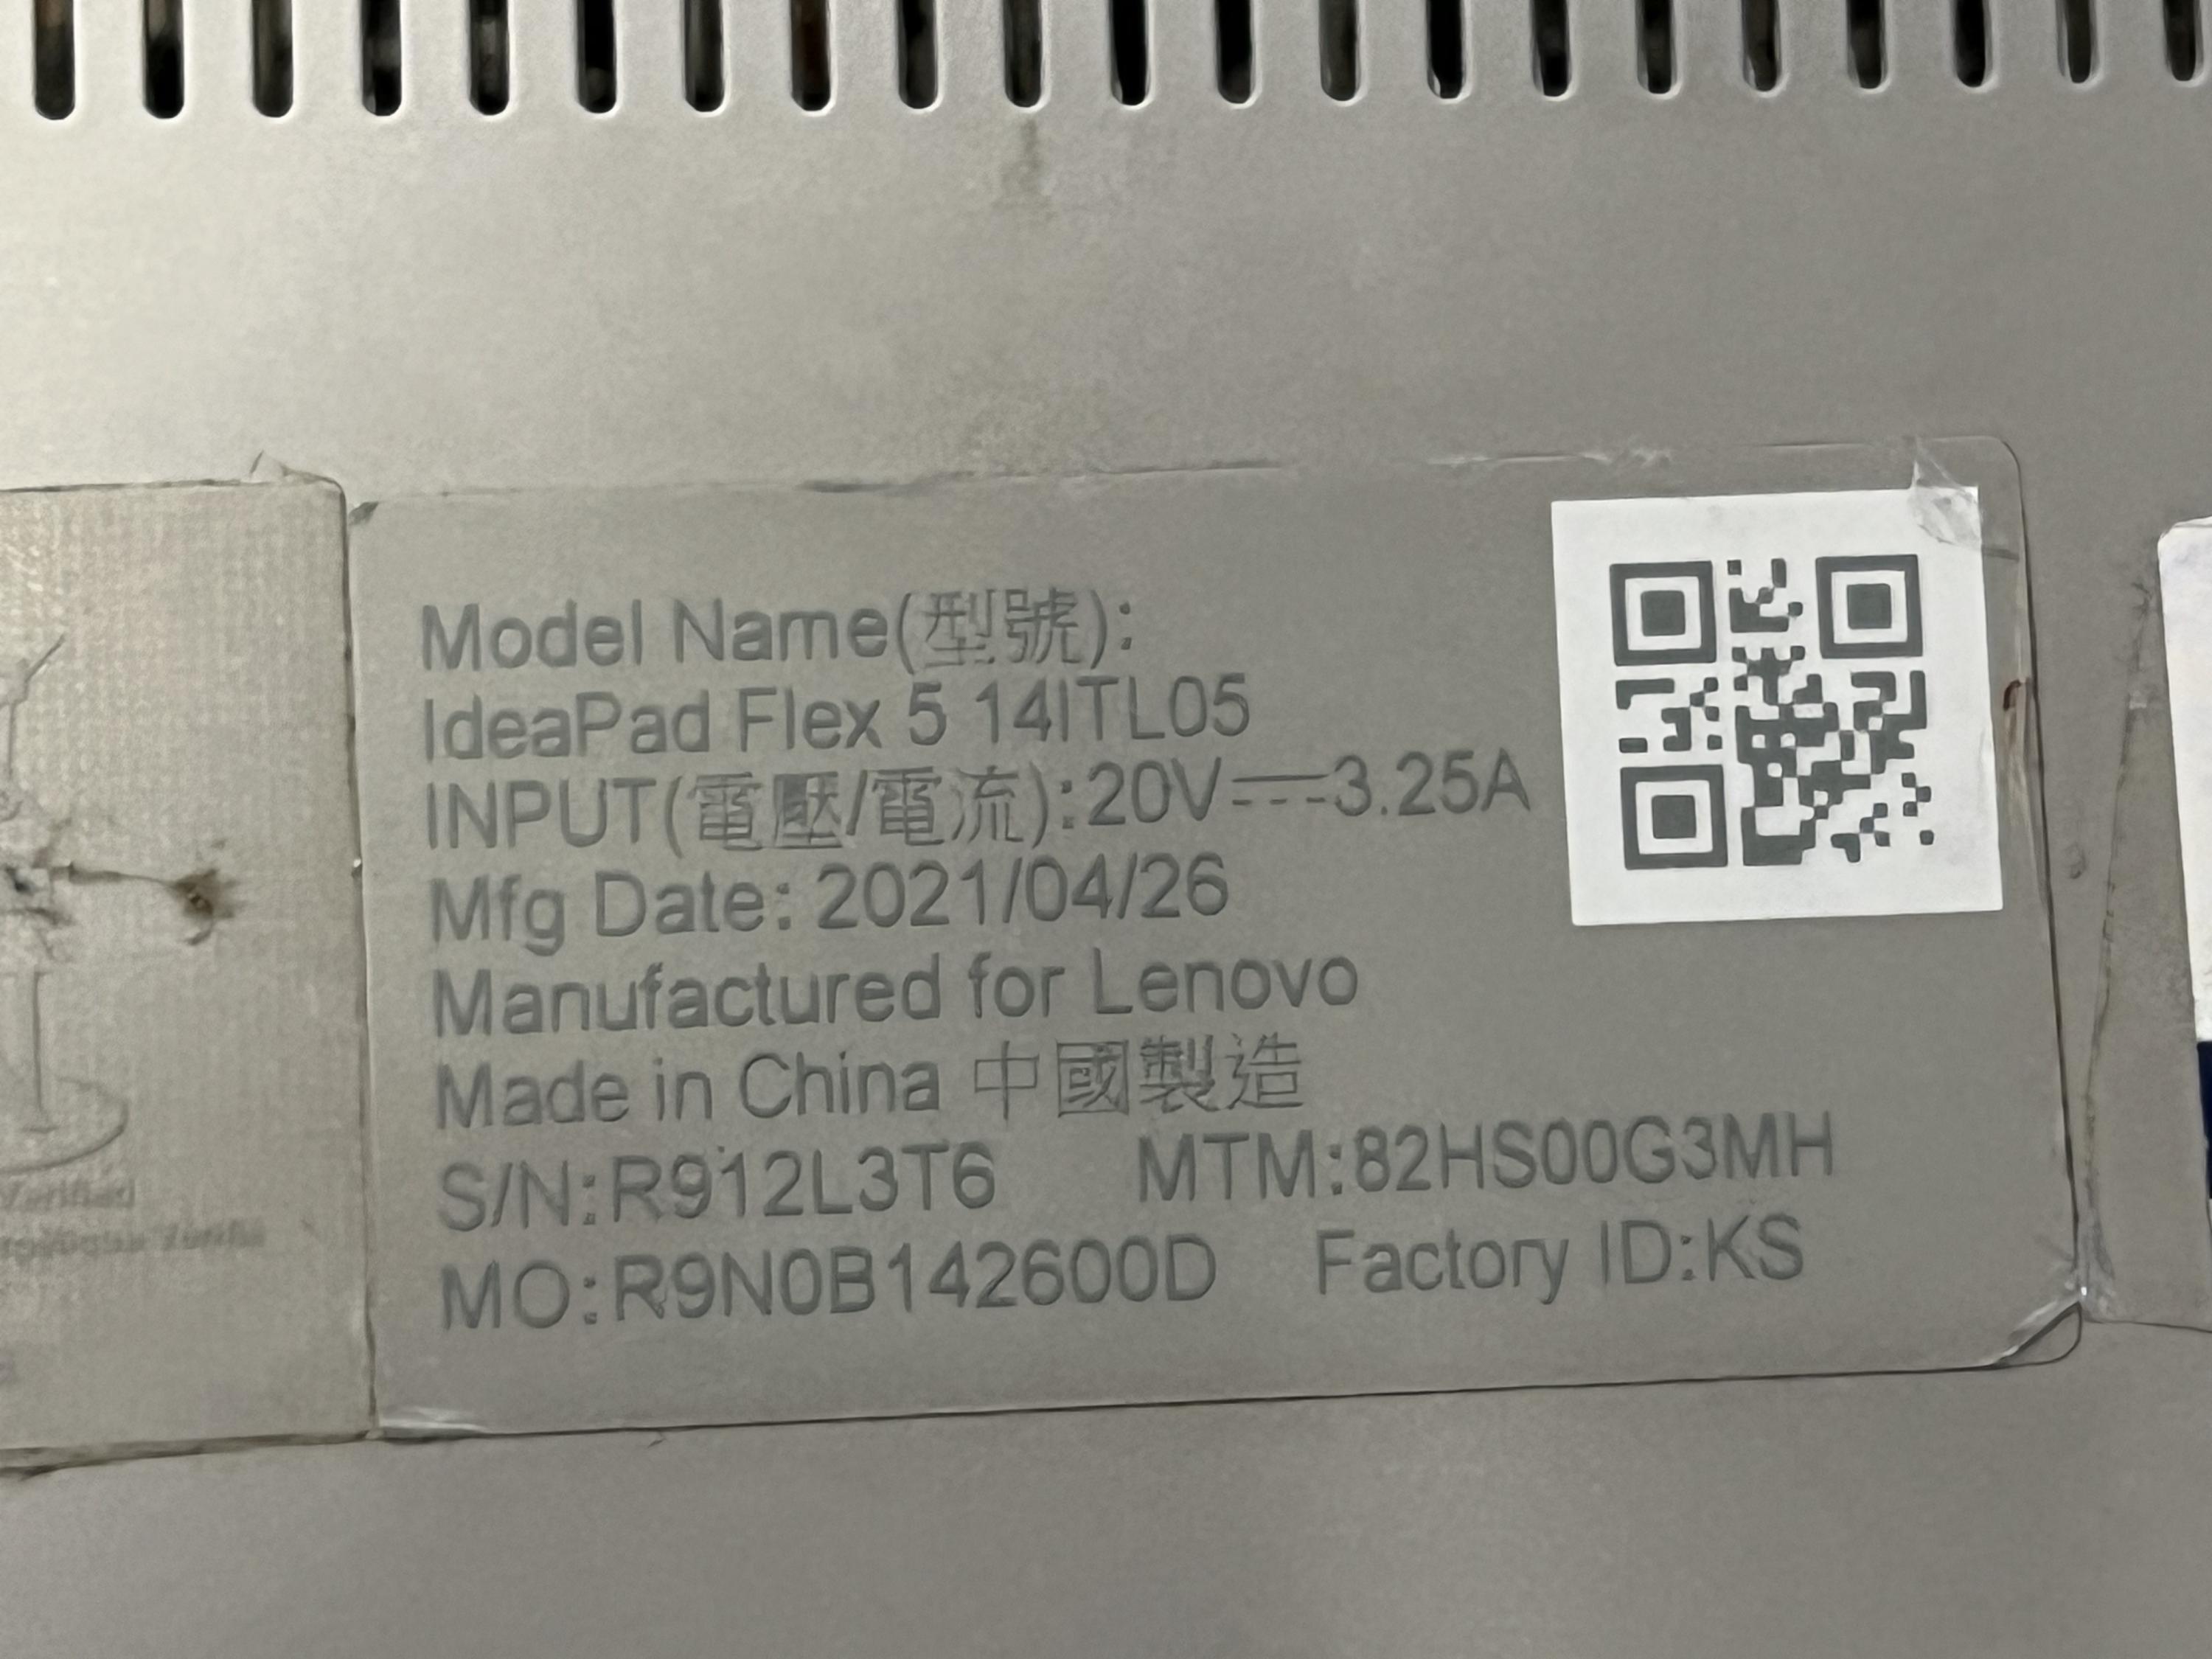 Model Name(型號):
IdeaPad Flex 5 14ITL05
INPUT(電壓/電流):20V⎓3.25A
Mfg Date: 2021/04/26
Manufactured for Lenovo
Made in China 中國製造
S/N:R912L3T6 MTM:82HS00G3MH
MO:R9N0B142600D Factory ID:KS